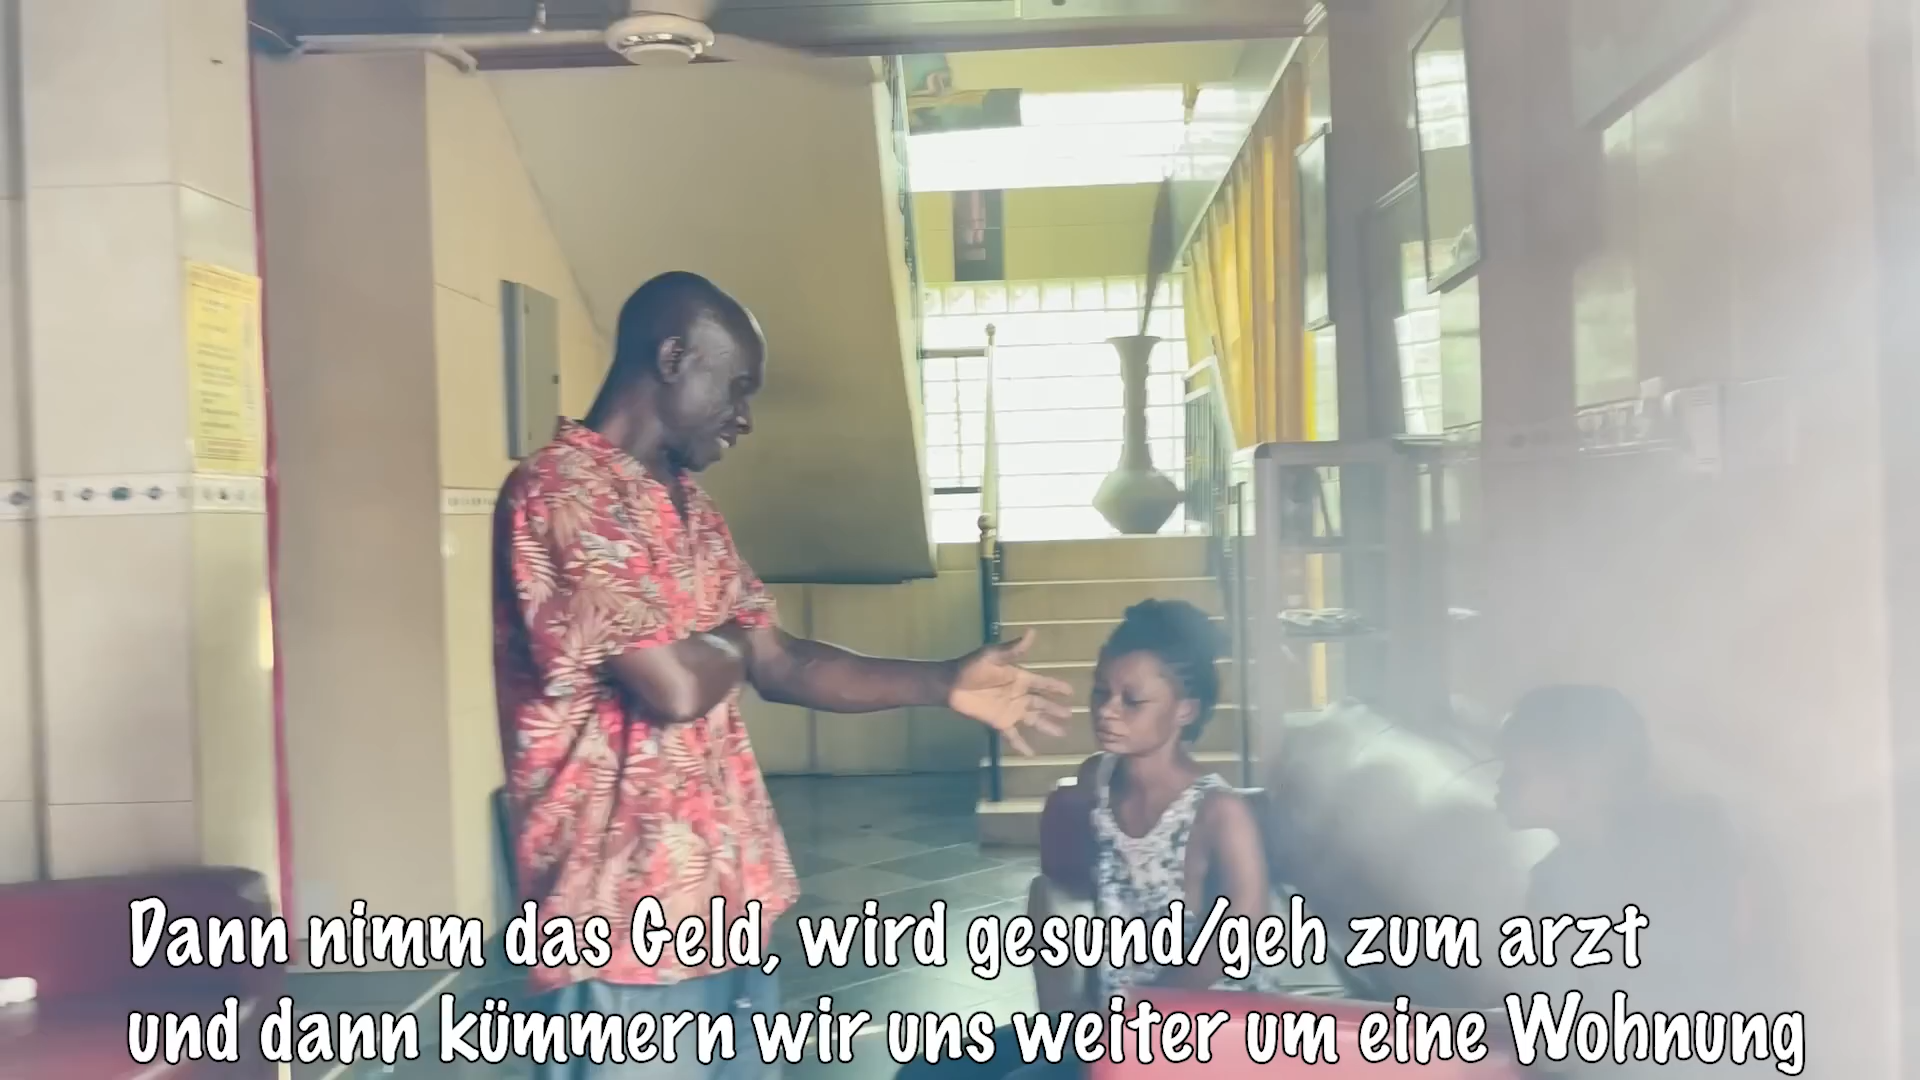 Dann nimm das Geld, wird gesund/geh zum arzt
und dann kümmern wir uns weiter um eine Wohnung